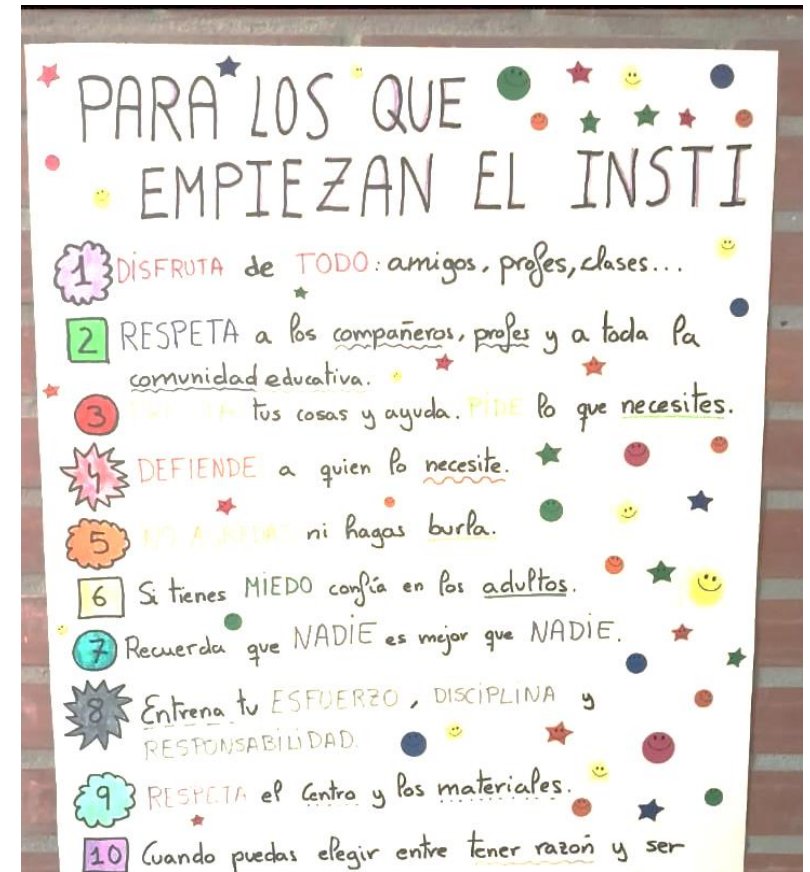 PARA LOS QUE
EMPIEZAN EL INSTI
1 DISFRUTA de TODO: amigos, profes, clases...
2 RESPETA a los compañeros, profes y a toda la
comunidad educativa.
3 tus cosas y ayuda. PIDE lo que necesites.
4 DEFIENDE a quien lo necesite.
5 NO ni hagas burla.
6 Si tienes MIEDO confía en los adultos.
7 Recuerda que NADIE es mejor que NADIE.
8 Entrena tu ESFUERZO, DISCIPLINA y
RESPONSABILIDAD.
9 RESPETA el Centro y los materiales.
10 Cuando puedas elegir entre tener razón y ser